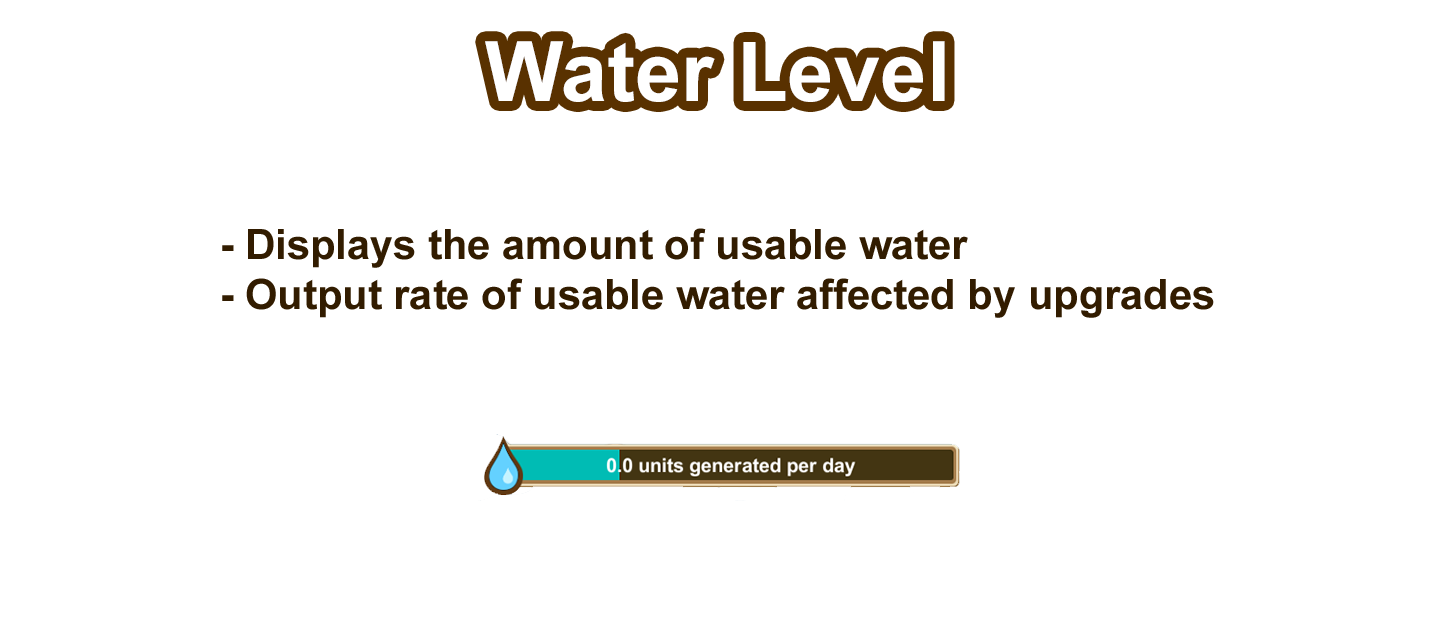 Water Level
- Displays the amount of usable water
- Output rate of usable water affected by upgrades
0.0 units generated per day